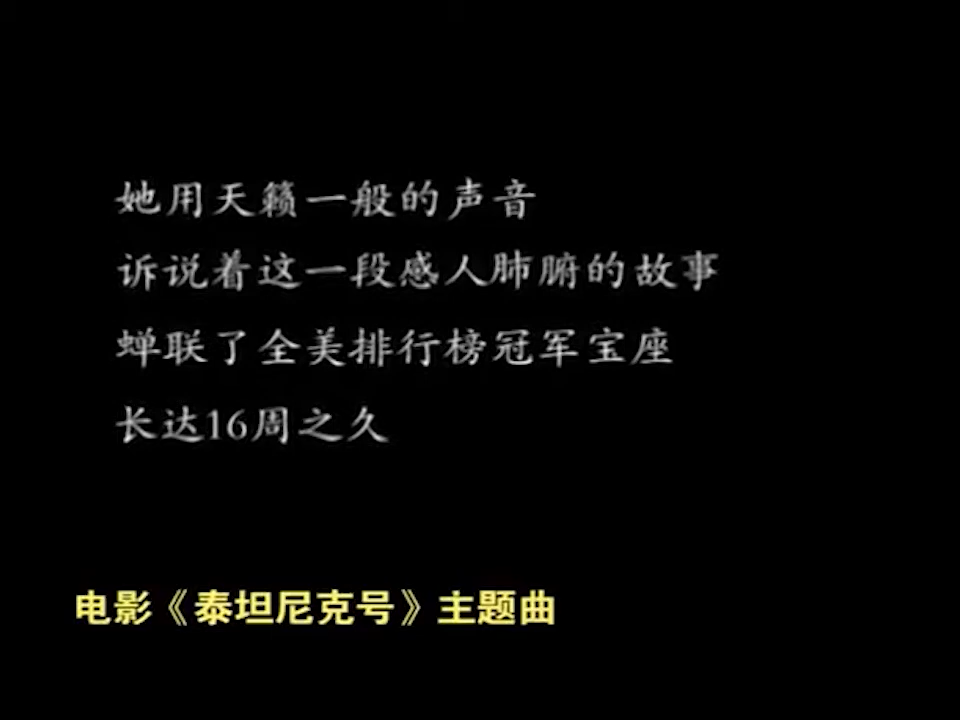 她用天籁一般的声音
诉说着这一段感人肺腑的故事
蝉联了全美排行榜冠军宝座
长达16周之久
电影《泰坦尼克号》主题曲